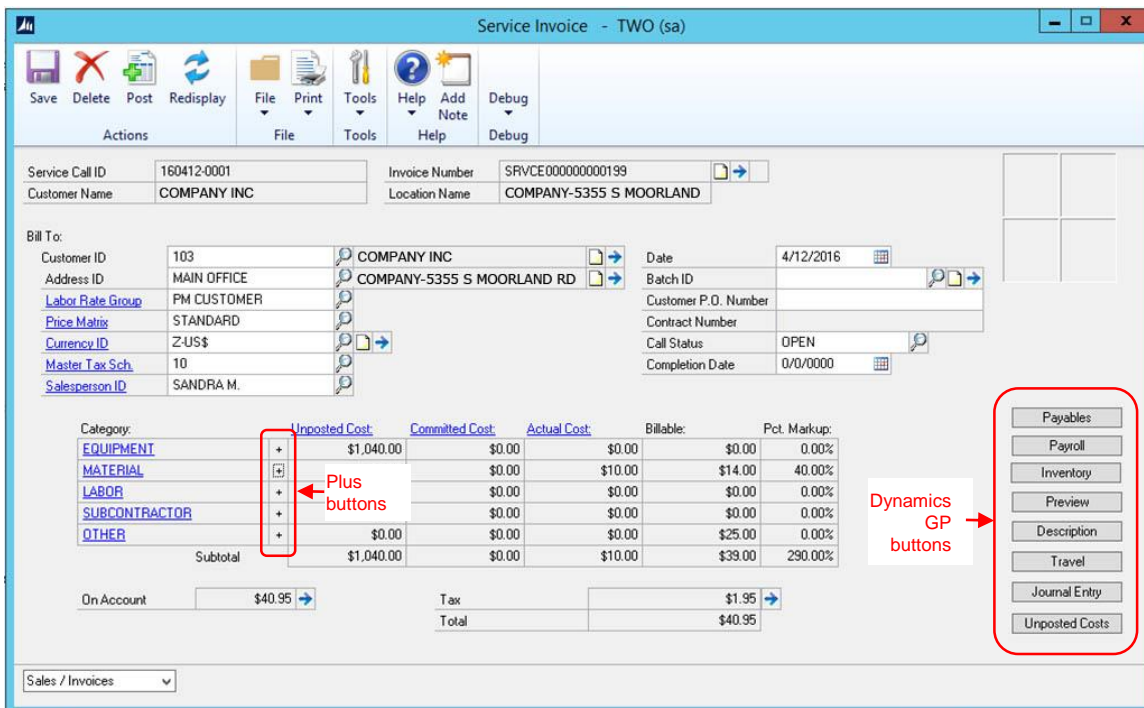 Service Invoice - TWO (sa)
Save Delete Post Redisplay File Print Tools Help Add Note Debug
Actions File Tools Help Debug
Service Call ID 160412-0001 Invoice Number SRVCE000000000199
Customer Name COMPANY INC Location Name COMPANY-5355 S MOORLAND
Bill To:
Customer ID 103 COMPANY INC Date 4/12/2016
Address ID MAIN OFFICE COMPANY-5355 S MOORLAND RD Batch ID
Labor Rate Group PM CUSTOMER Customer P.O. Number
Price Matrix STANDARD Contract Number
Currency ID Z-US$ Call Status OPEN
Master Tax Sch. 10 Completion Date 0/0/0000
Salesperson ID SANDRA M.
Category: Unposted Cost: Committed Cost: Actual Cost: Billable: Pct. Markup:
EQUIPMENT + $1,040.00 $0.00 $0.00 $0.00 0.00%
MATERIAL + $0.00 $10.00 $14.00 40.00%
LABOR + $0.00 $0.00 $0.00 0.00%
SUBCONTRACTOR + $0.00 $0.00 $0.00 0.00%
OTHER + $0.00 $0.00 $0.00 $25.00 0.00%
Subtotal $1,040.00 $0.00 $10.00 $39.00 290.00%
Plus
buttons
On Account $40.95 Tax $1.95
Total $40.95
Dynamics
GP
buttons
Payables
Payroll
Inventory
Preview
Description
Travel
Journal Entry
Unposted Costs
Sales / Invoices